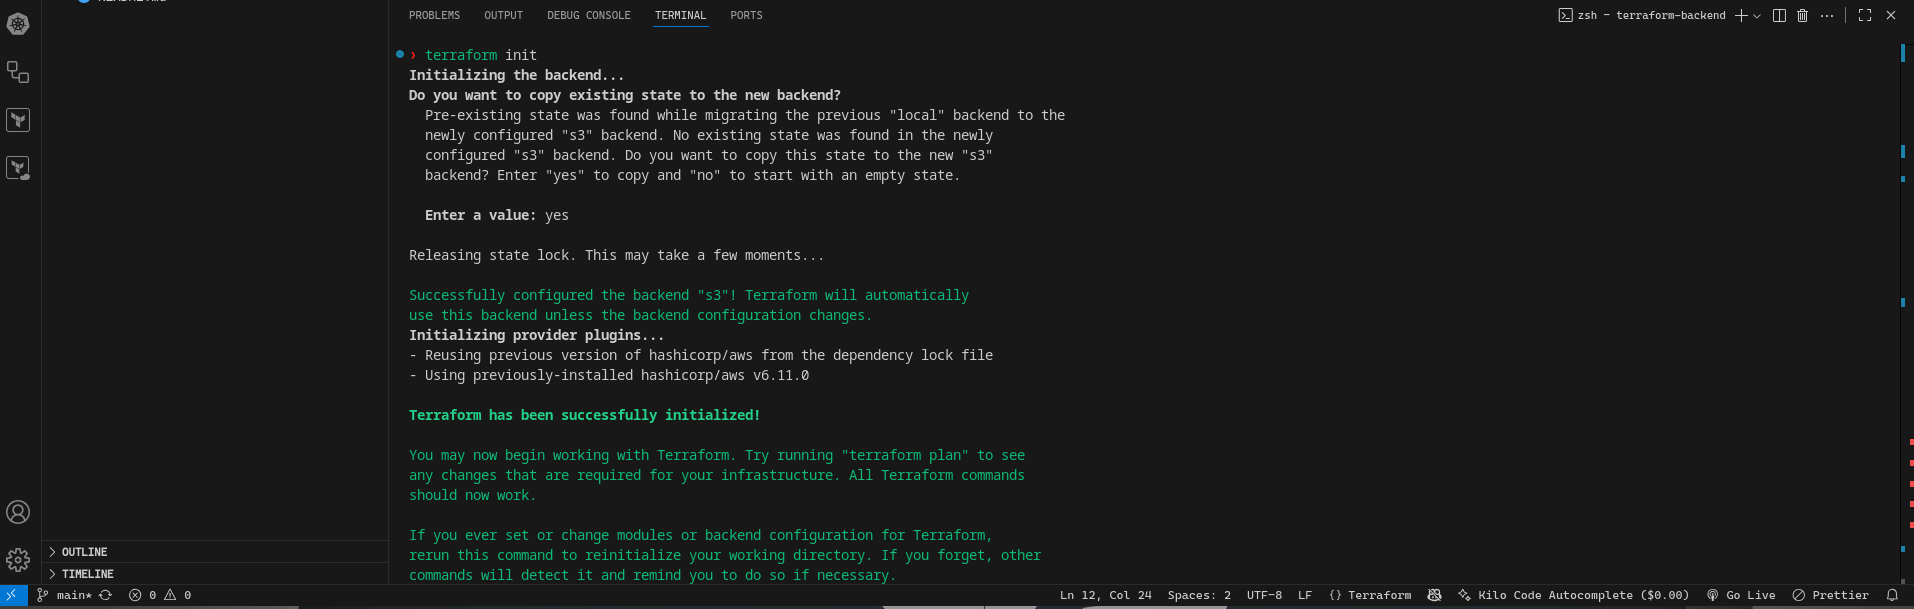 PROBLEMS OUTPUT DEBUG CONSOLE TERMINAL PORTS
zsh - terraform-backend
❯ terraform init
Initializing the backend...
Do you want to copy existing state to the new backend?
Pre-existing state was found while migrating the previous "local" backend to the
newly configured "s3" backend. No existing state was found in the newly
configured "s3" backend. Do you want to copy this state to the new "s3"
backend? Enter "yes" to copy and "no" to start with an empty state.
Enter a value: yes
Releasing state lock. This may take a few moments...
Successfully configured the backend "s3"! Terraform will automatically
use this backend unless the backend configuration changes.
Initializing provider plugins...
- Reusing previous version of hashicorp/aws from the dependency lock file
- Using previously-installed hashicorp/aws v6.11.0
Terraform has been successfully initialized!
You may now begin working with Terraform. Try running "terraform plan" to see
any changes that are required for your infrastructure. All Terraform commands
should now work.
If you ever set or change modules or backend configuration for Terraform,
rerun this command to reinitialize your working directory. If you forget, other
commands will detect it and remind you to do so if necessary.
OUTLINE
TIMELINE
main* 0 0 Ln 12, Col 24 Spaces: 2 UTF-8 LF {} Terraform Kilo Code Autocomplete ($0.00) Go Live Prettier